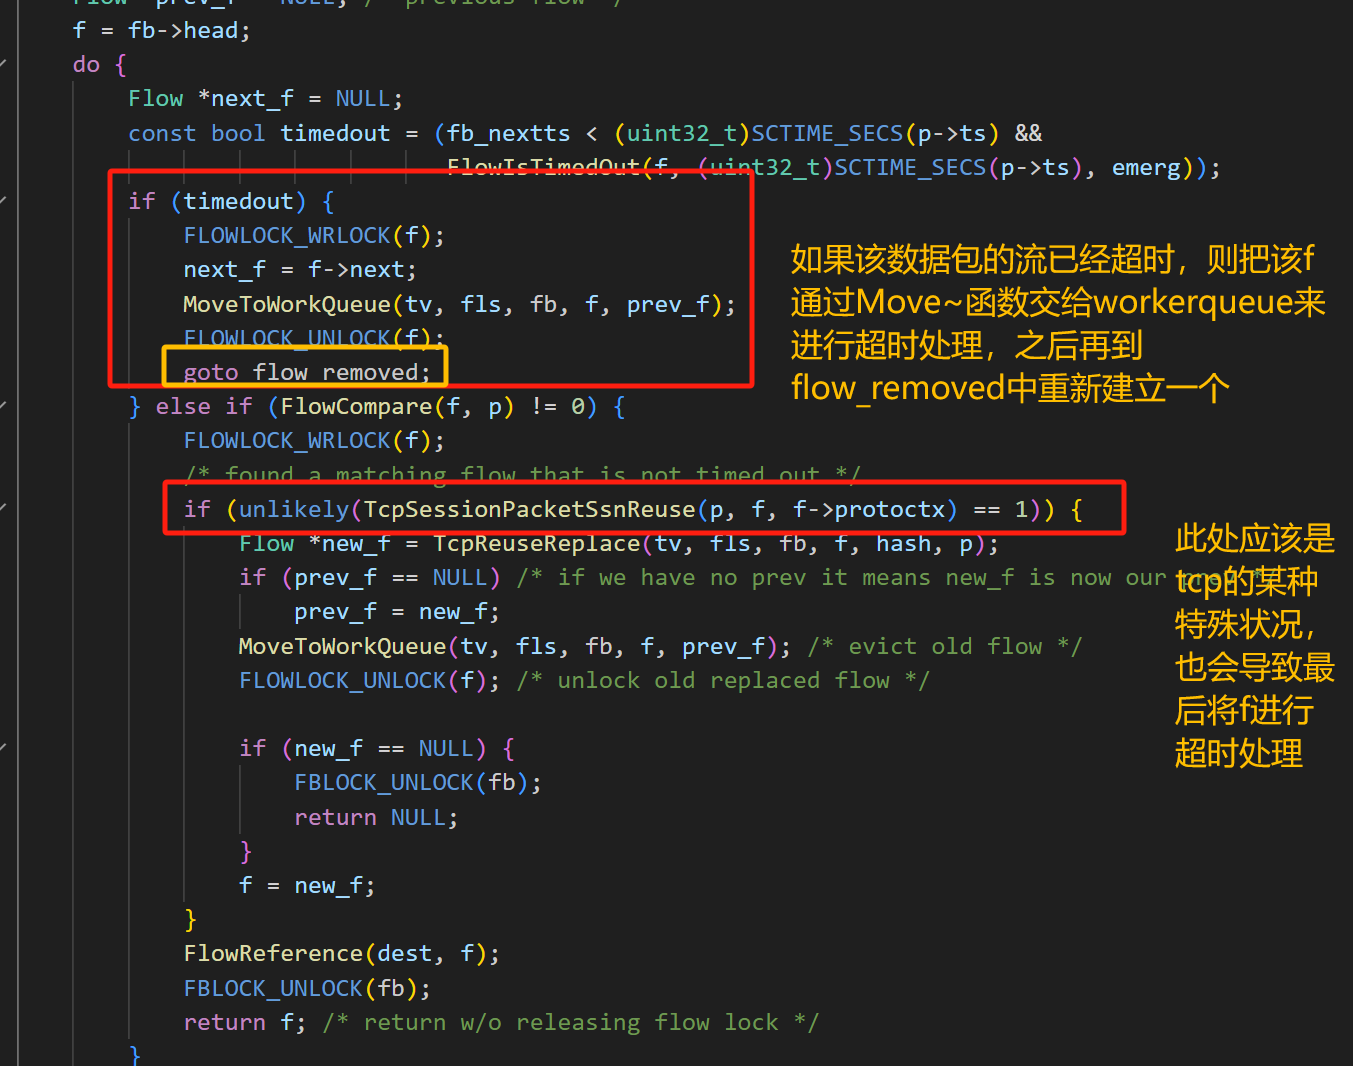 Flow *prev_f = NULL; /* previous flow */
f = fb->head;
do {
Flow *next_f = NULL;
const bool timedout = (fb_nextts < (uint32_t)SCTIME_SECS(p->ts) &&
FlowIsTimedOut(f, (uint32_t)SCTIME_SECS(p->ts), emerg));
if (timedout) {
FLOWLOCK_WRLOCK(f);
next_f = f->next;
MoveToWorkQueue(tv, fls, fb, f, prev_f);
FLOWLOCK_UNLOCK(f);
goto flow_removed;
如果该数据包的流已经超时，则把该f
通过Move~函数交给workerqueue来
进行超时处理，之后再到
flow_removed中重新建立一个
} else if (FlowCompare(f, p) != 0) {
FLOWLOCK_WRLOCK(f);
/* found a matching flow that is not timed out */
if (unlikely(TcpSessionPacketSsnReuse(p, f, f->protoctx) == 1)) {
Flow *new_f = TcpReuseReplace(tv, fls, fb, f, hash, p);
if (prev_f == NULL) /* if we have no prev it means new_f is now our prev */
prev_f = new_f;
MoveToWorkQueue(tv, fls, fb, f, prev_f); /* evict old flow */
FLOWLOCK_UNLOCK(f); /* unlock old replaced flow */
此处应该是
tcp的某种
特殊状况，
也会导致最
后将f进行
超时处理
if (new_f == NULL) {
FBLOCK_UNLOCK(fb);
return NULL;
}
f = new_f;
}
FlowReference(dest, f);
FBLOCK_UNLOCK(fb);
return f; /* return w/o releasing flow lock */
}